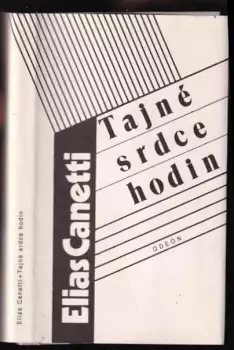 Elias Canetti • Tajné srdce hodin
Elias Canetti
Tajné
srdce
hodin
ODEON